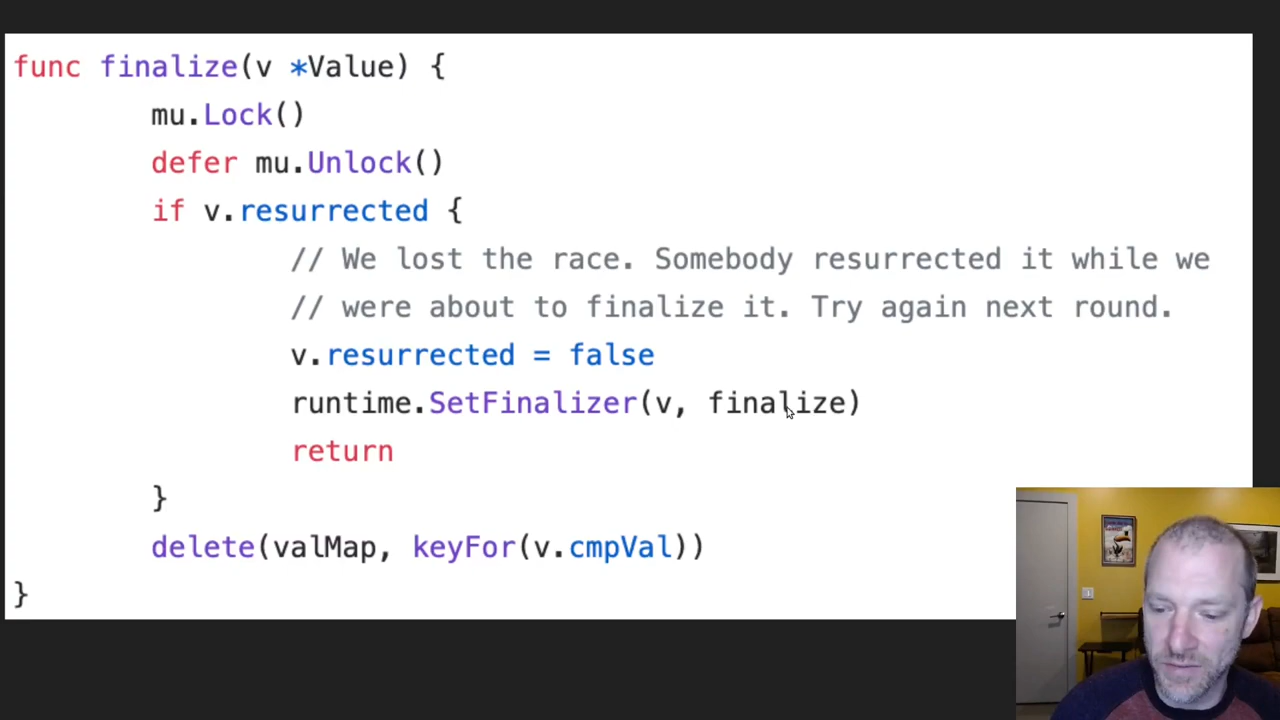 func finalize(v *Value) {
mu.Lock()
defer mu.Unlock()
if v.resurrected {
// We lost the race. Somebody resurrected it while we
// were about to finalize it. Try again next round.
v.resurrected = false
runtime.SetFinalizer(v, finalize)
return
}
delete(valMap, keyFor(v.cmpVal))
}